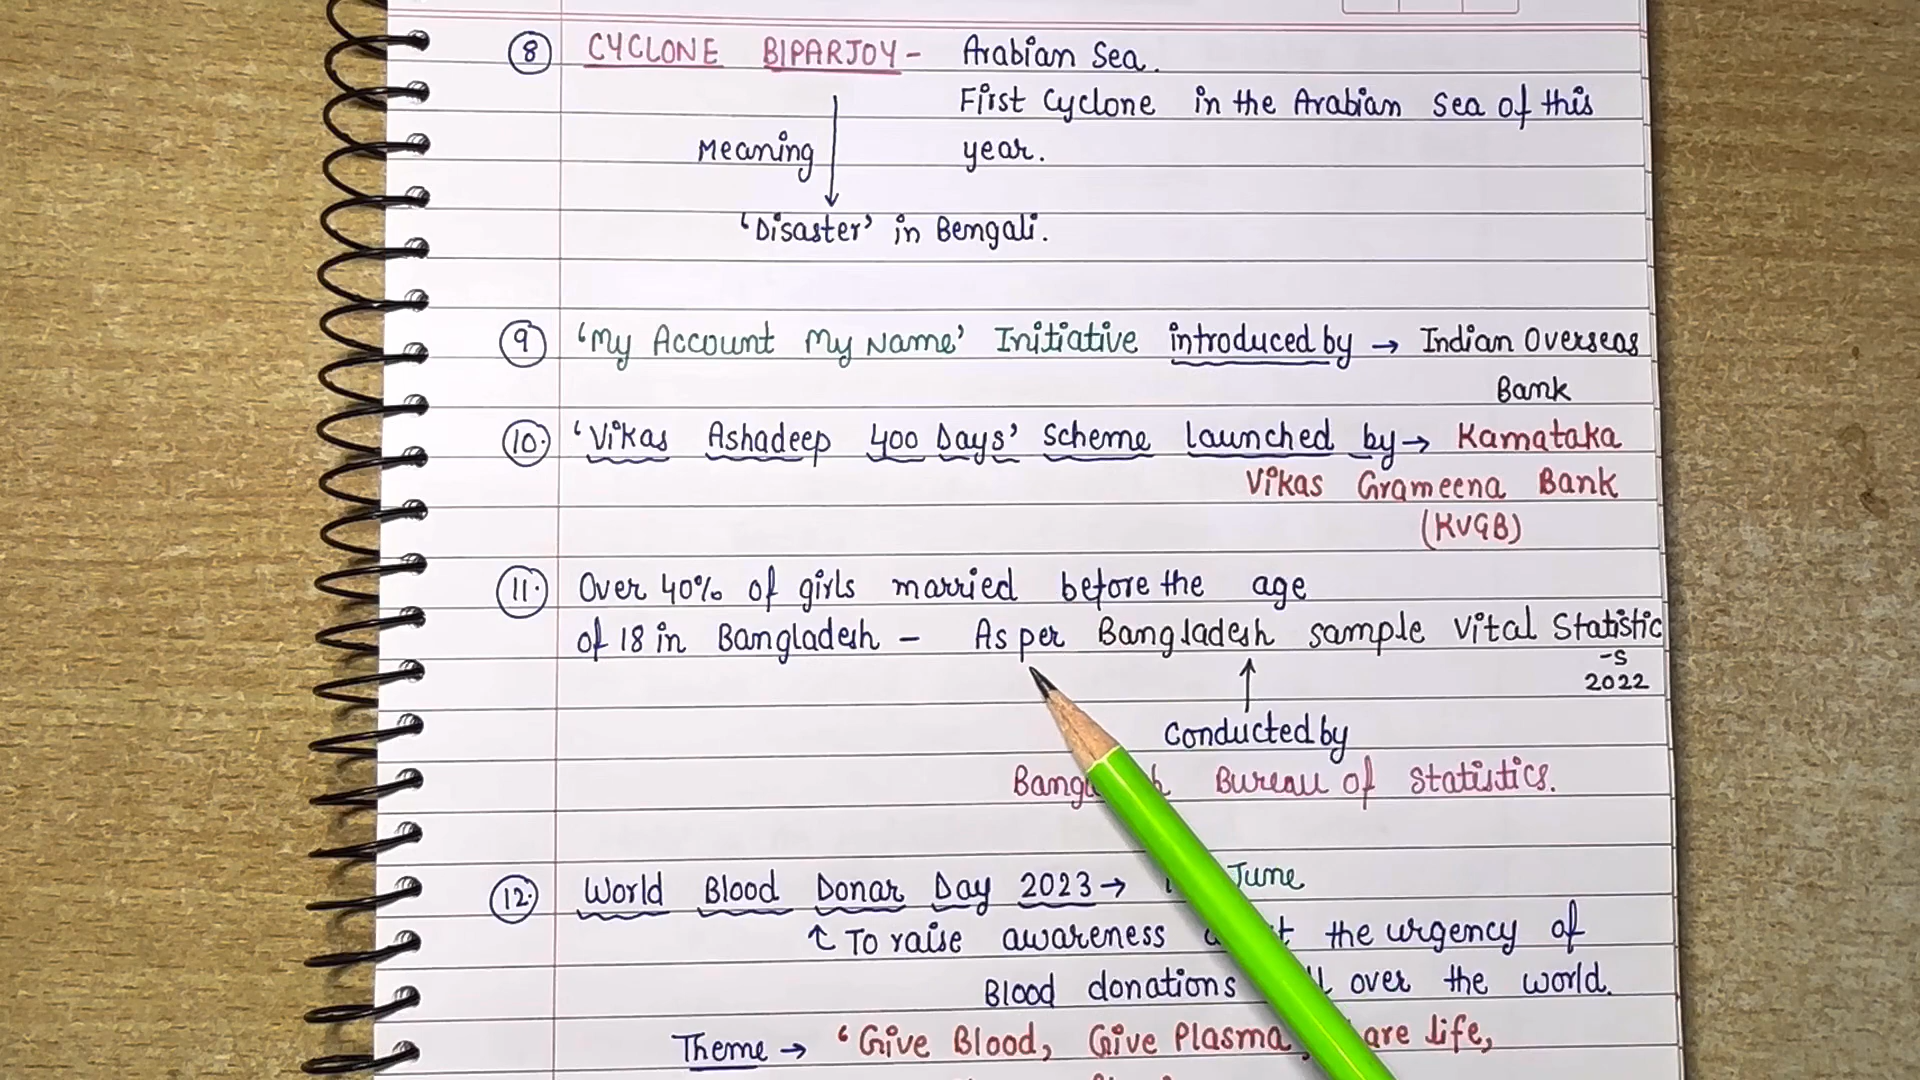 8 CYCLONE BIPARJOY - Arabian Sea.
First Cyclone in the Arabian Sea of this
Meaning year.
'Disaster' in Bengali.
9 'My Account My Name' Initiative introduced by → Indian Overseas
Bank
10. 'Vikas Ashadeep 400 Days' Scheme launched by → Karnataka
Vikas Grameena Bank
(KVGB)
11. Over 40% of girls married before the age
of 18 in Bangladesh - As per Bangladesh sample Vital Statistic
-s
2022
↑
Conducted by
Bureau of Statistics.
12. World Blood Donar Day 2023 → June
↑ To raise awareness the urgency of
Blood donations over the world.
Theme → 'Give Blood, Give Plasma, life,